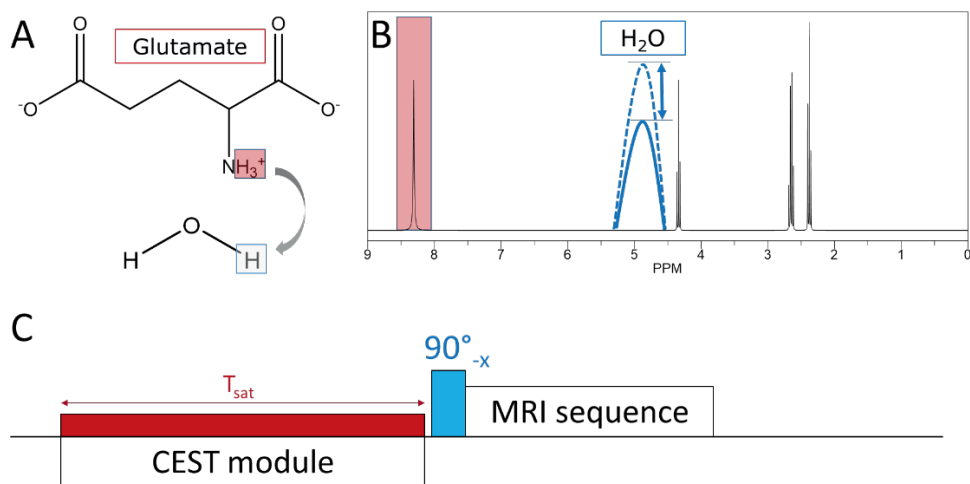 A
O
Glutamate
O
⁻O
O⁻
NH₃⁺
O
H
H
B
H₂O
9 8 7 6 5 4 3 2 1 0
PPM
C
90°₋ₓ
Tsat
MRI sequence
CEST module